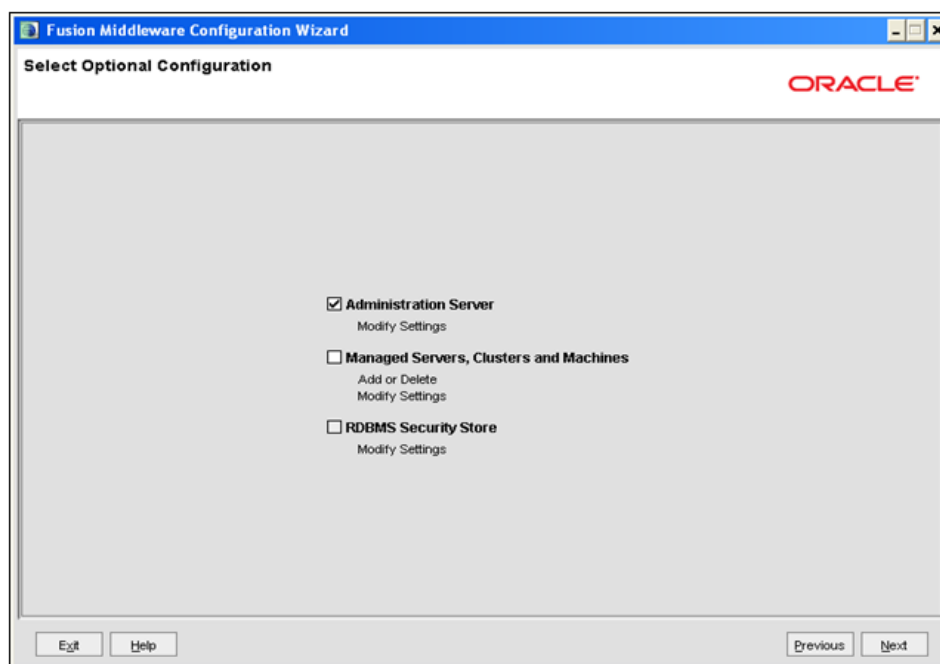 Fusion Middleware Configuration Wizard
Select Optional Configuration
ORACLE
Administration Server
Modify Settings
Managed Servers, Clusters and Machines
Add or Delete
Modify Settings
RDBMS Security Store
Modify Settings
Exit Help Previous Next